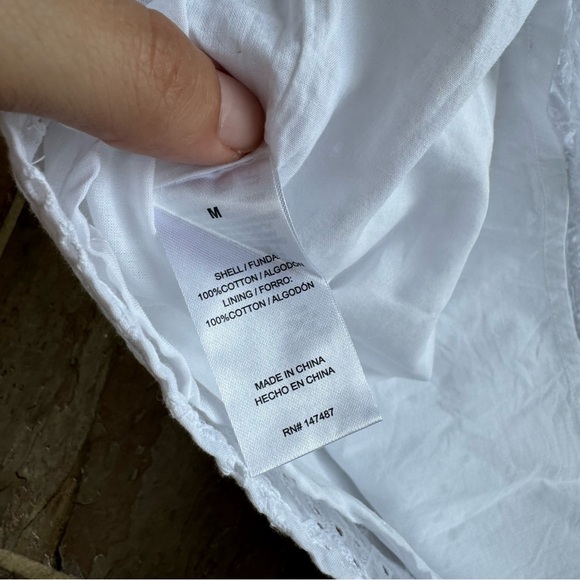 M
SHELL / FUNDA:
100%COTTON / ALGODÓN
LINING / FORRO:
100%COTTON / ALGODÓN
MADE IN CHINA
HECHO EN CHINA
RN# 147487